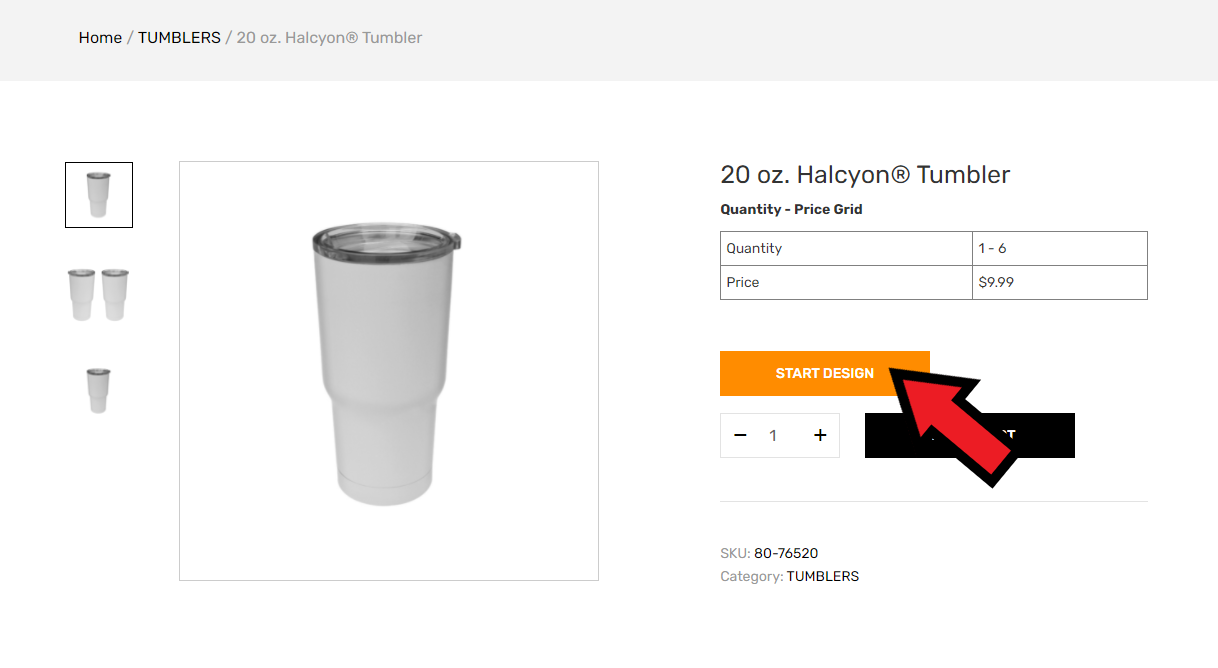 Home / TUMBLERS / 20 oz. Halcyon® Tumbler
20 oz. Halcyon® Tumbler
Quantity - Price Grid
Quantity 1 - 6
Price $9.99
START DESIGN
− 1 +
SKU: 80-76520
Category: TUMBLERS